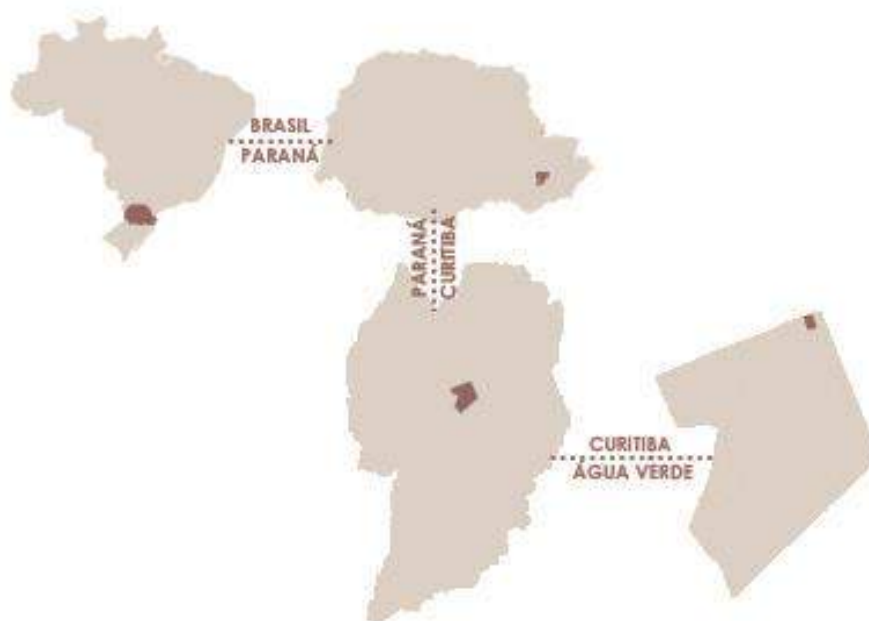 BRASIL
PARANÁ
PARANÁ
CURITIBA
CURITIBA
ÁGUA VERDE